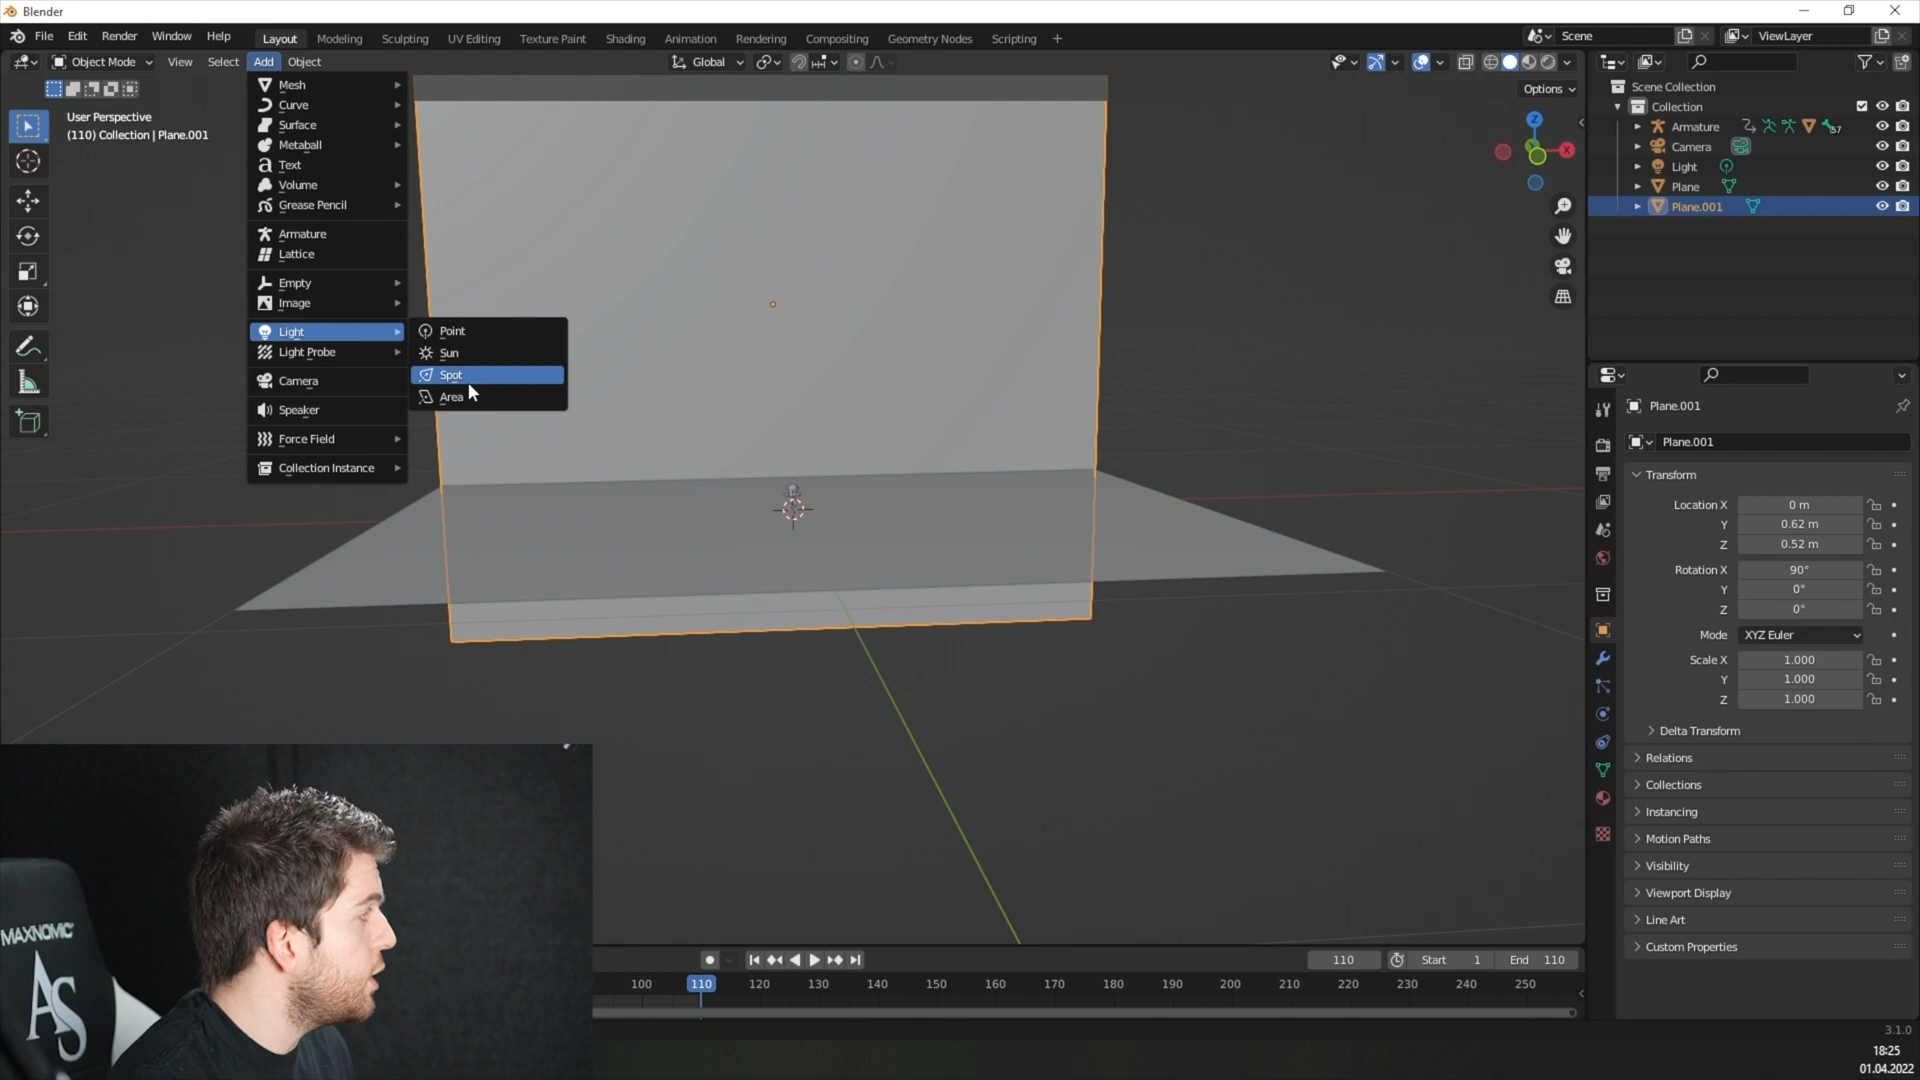 Blender
File Edit Render Window Help Layout Modeling Sculpting UV Editing Texture Paint Shading Animation Rendering Compositing Geometry Nodes Scripting + Scene ViewLayer
Object Mode View Select Add Object Global
Options
User Perspective
(110) Collection | Plane.001
Mesh
Curve
Surface
Metaball
Text
Volume
Grease Pencil
Armature
Lattice
Empty
Image
Light
Light Probe
Camera
Speaker
Force Field
Collection Instance
Point
Sun
Spot
Area
Z
X
Scene Collection
Collection
Armature 57
Camera
Light
Plane
Plane.001
Plane.001
Plane.001
Transform
Location X 0 m
Y 0.62 m
Z 0.52 m
Rotation X 90°
Y 0°
Z 0°
Mode XYZ Euler
Scale X 1.000
Y 1.000
Z 1.000
Delta Transform
Relations
Collections
Instancing
Motion Paths
Visibility
Viewport Display
Line Art
Custom Properties
110 Start 1 End 110
100 110 120 130 140 150 160 170 180 190 200 210 220 230 240 250
3.1.0
18:25
01.04.2022
MAXNOMIC
AS